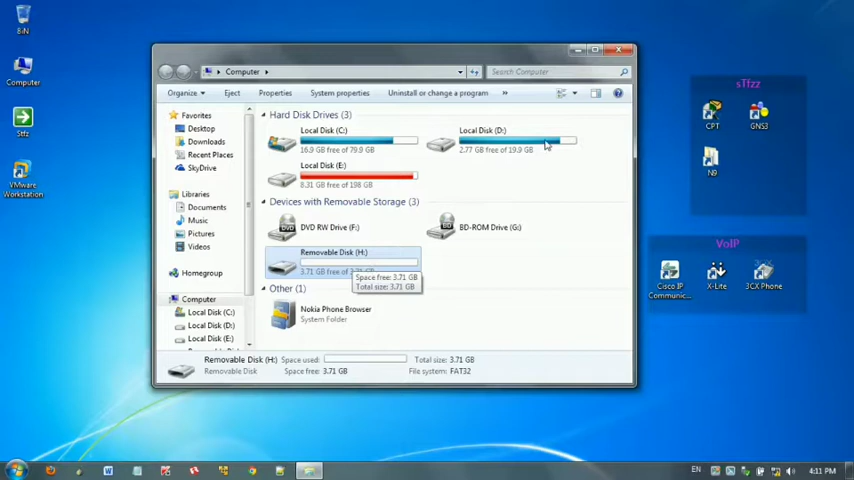 8iN
Computer
Stfz
VMware
Workstation
Computer
Search Computer
Organize
Eject
Properties
System properties
Uninstall or change a program
»
Favorites
Desktop
Downloads
Recent Places
SkyDrive
Libraries
Documents
Music
Pictures
Videos
Homegroup
Computer
Local Disk (C:)
Local Disk (D:)
Local Disk (E:)
Hard Disk Drives (3)
Local Disk (C:)
16.9 GB free of 79.9 GB
Local Disk (D:)
2.77 GB free of 19.9 GB
Local Disk (E:)
8.31 GB free of 198 GB
Devices with Removable Storage (3)
DVD RW Drive (F:)
BD-ROM Drive (G:)
Removable Disk (H:)
3.71 GB free of 3.71 GB
Space free: 3.71 GB
Total size: 3.71 GB
Other (1)
Nokia Phone Browser
System Folder
Removable Disk (H:)
Space used:
Total size: 3.71 GB
Removable Disk
Space free: 3.71 GB
File system: FAT32
sTfzz
CPT
GNS3
N9
VoIP
Cisco IP
Communic...
X-Lite
3CX Phone
EN
4:11 PM